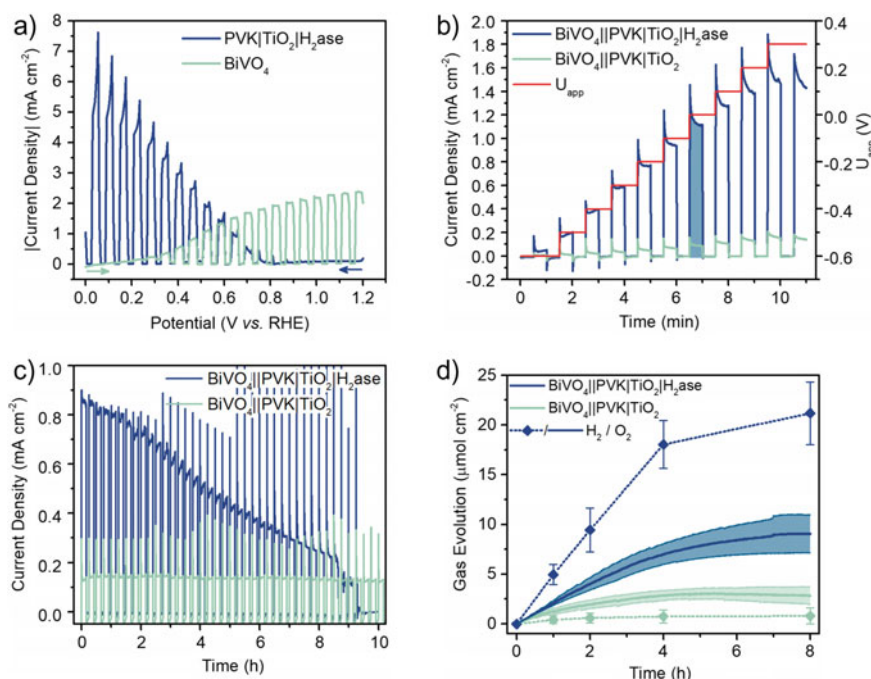 a)
8
7
6
5
4
3
2
1
0
|Current Density| (mA cm⁻²)
PVK|TiO₂|H₂ase
BiVO₄
0.0 0.2 0.4 0.6 0.8 1.0 1.2
Potential (V vs. RHE)
b)
2.0
1.8
1.6
1.4
1.2
1.0
0.8
0.6
0.4
0.2
0.0
-0.2
Current Density (mA cm⁻²)
BiVO₄||PVK|TiO₂|H₂ase
BiVO₄||PVK|TiO₂
Uapp
0.4
0.2
0.0
-0.2
-0.4
-0.6
Uapp (V)
0 2 4 6 8 10
Time (min)
c)
1.0
0.8
0.6
0.4
0.2
0.0
Current Density (mA cm⁻²)
BiVO₄||PVK|TiO₂|H₂ase
BiVO₄||PVK|TiO₂
0 2 4 6 8 10
Time (h)
d)
25
20
15
10
5
0
Gas Evolution (μmol cm⁻²)
BiVO₄||PVK|TiO₂|H₂ase
BiVO₄||PVK|TiO₂
/ H₂ / O₂
0 2 4 6 8
Time (h)